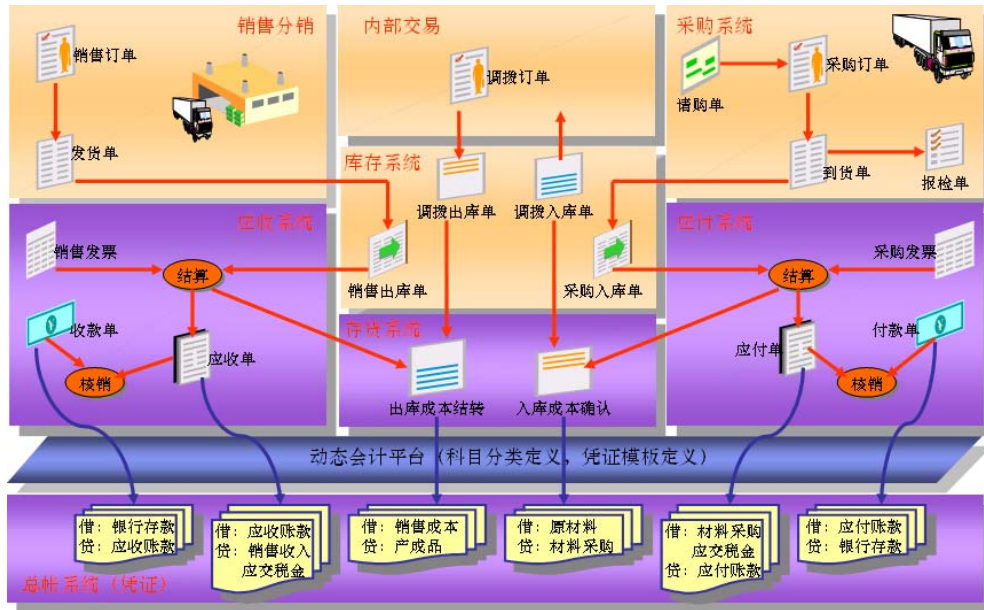 销售分销
内部交易
采购系统
销售订单
调拨订单
采购订单
请购单
发货单
库存系统
到货单
报检单
调拨出库单
调拨入库单
应收系统
应付系统
销售发票
采购发票
结算
结算
销售出库单
采购入库单
收款单
存货系统
付款单
应收单
应付单
核销
核销
出库成本结转
入库成本确认
动态会计平台（科目分类定义，凭证模板定义）
借：银行存款
贷：应收账款
借：应收账款
贷：销售收入
应交税金
借：销售成本
贷：产成品
借：原材料
贷：材料采购
借：材料采购
应交税金
贷：应付账款
借：应付账款
贷：银行存款
总帐系统（凭证）